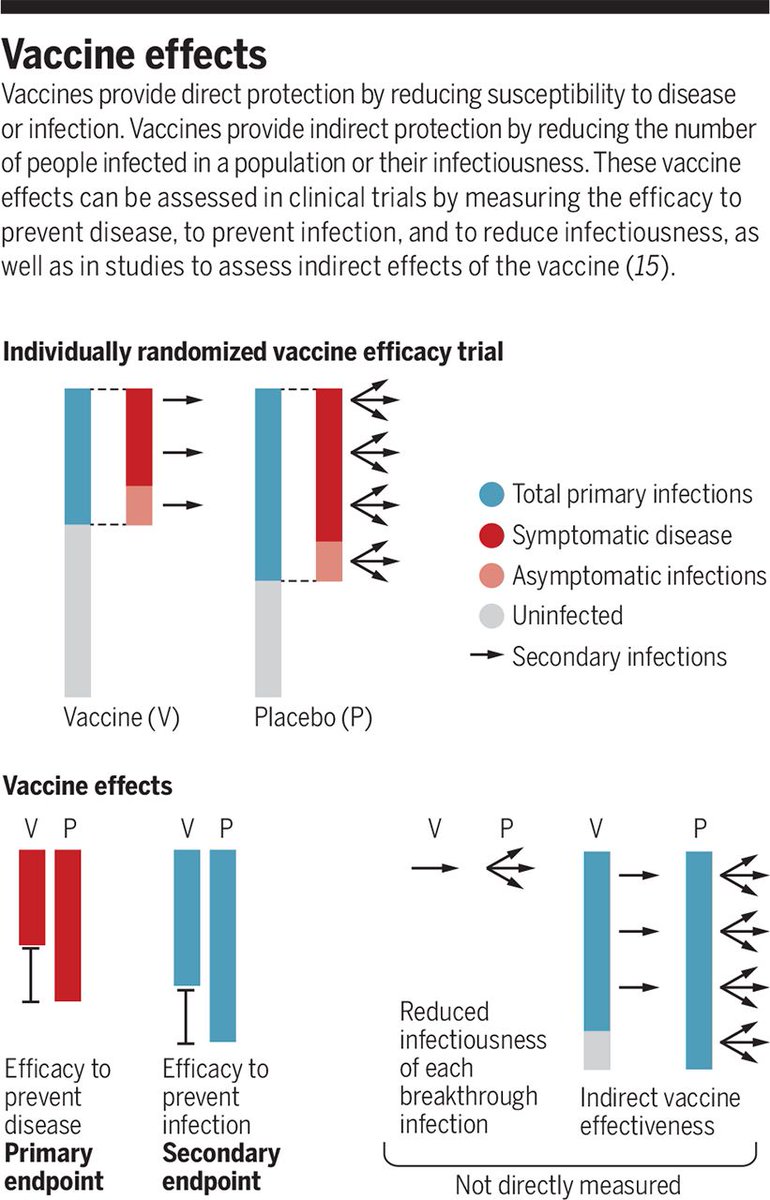 Vaccine effects
Vaccines provide direct protection by reducing susceptibility to disease
or infection. Vaccines provide indirect protection by reducing the number
of people infected in a population or their infectiousness. These vaccine
effects can be assessed in clinical trials by measuring the efficacy to
prevent disease, to prevent infection, and to reduce infectiousness, as
well as in studies to assess indirect effects of the vaccine (15).
Individually randomized vaccine efficacy trial
Total primary infections
Symptomatic disease
Asymptomatic infections
Uninfected
Secondary infections
Vaccine (V)
Placebo (P)
Vaccine effects
V P
Efficacy to
prevent
disease
Primary
endpoint
V P
Efficacy to
prevent
infection
Secondary
endpoint
V P
Reduced
infectiousness
of each
breakthrough
infection
V P
Indirect vaccine
effectiveness
Not directly measured